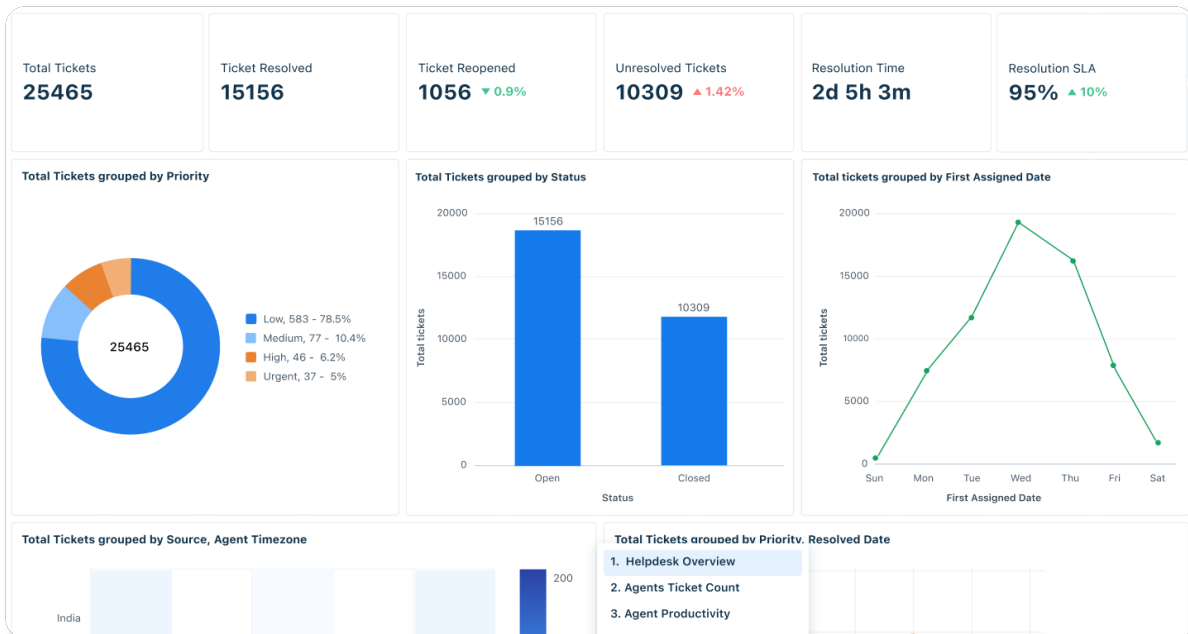 Total Tickets
25465
Ticket Resolved
15156
Ticket Reopened
1056 ▼ 0.9%
Unresolved Tickets
10309 ▲ 1.42%
Resolution Time
2d 5h 3m
Resolution SLA
95% ▲ 10%
Total Tickets grouped by Priority
25465
Low, 583 - 78.5%
Medium, 77 - 10.4%
High, 46 - 6.2%
Urgent, 37 - 5%
Total Tickets grouped by Status
Total tickets
20000
15000
10000
5000
0
15156
10309
Open
Closed
Status
Total tickets grouped by First Assigned Date
Total tickets
20000
15000
10000
5000
0
Sun
Mon
Tue
Wed
Thu
Fri
Sat
First Assigned Date
Total Tickets grouped by Source, Agent Timezone
India
200
Total Tickets grouped by Priority, Resolved Date
1. Helpdesk Overview
2. Agents Ticket Count
3. Agent Productivity